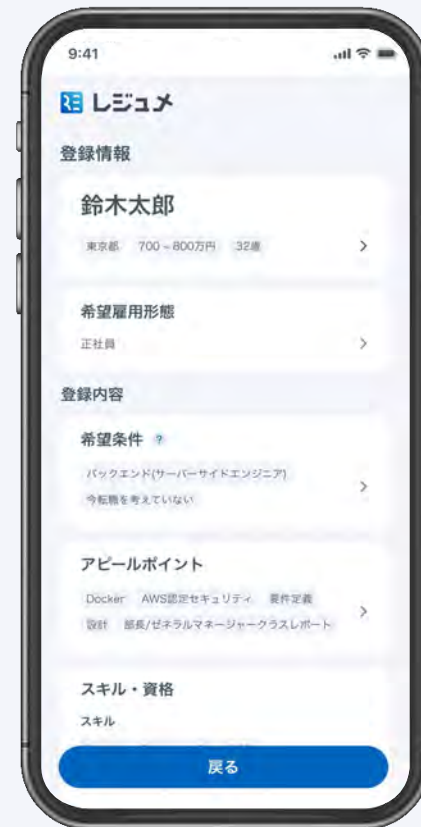 9:41
RE レジュメ
登録情報
鈴木太郎
東京都 700~800万円 32歳
希望雇用形態
正社員
登録内容
希望条件 ?
バックエンド(サーバーサイドエンジニア)
今転職を考えていない
アピールポイント
Docker AWS認定セキュリティ 要件定義
設計 部長/ゼネラルマネージャークラスレポート
スキル・資格
スキル
戻る